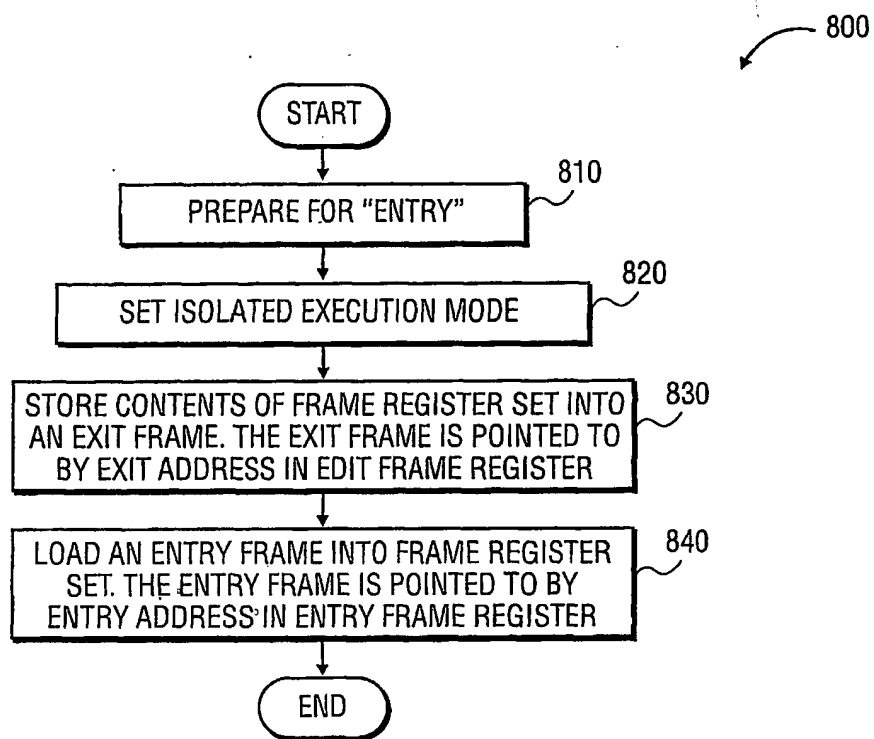 800
START
810
PREPARE FOR “ENTRY”
820
SET ISOLATED EXECUTION MODE
830
STORE CONTENTS OF FRAME REGISTER SET INTO
AN EXIT FRAME. THE EXIT FRAME IS POINTED TO
BY EXIT ADDRESS IN EDIT FRAME REGISTER
840
LOAD AN ENTRY FRAME INTO FRAME REGISTER
SET. THE ENTRY FRAME IS POINTED TO BY
ENTRY ADDRESS IN ENTRY FRAME REGISTER
END